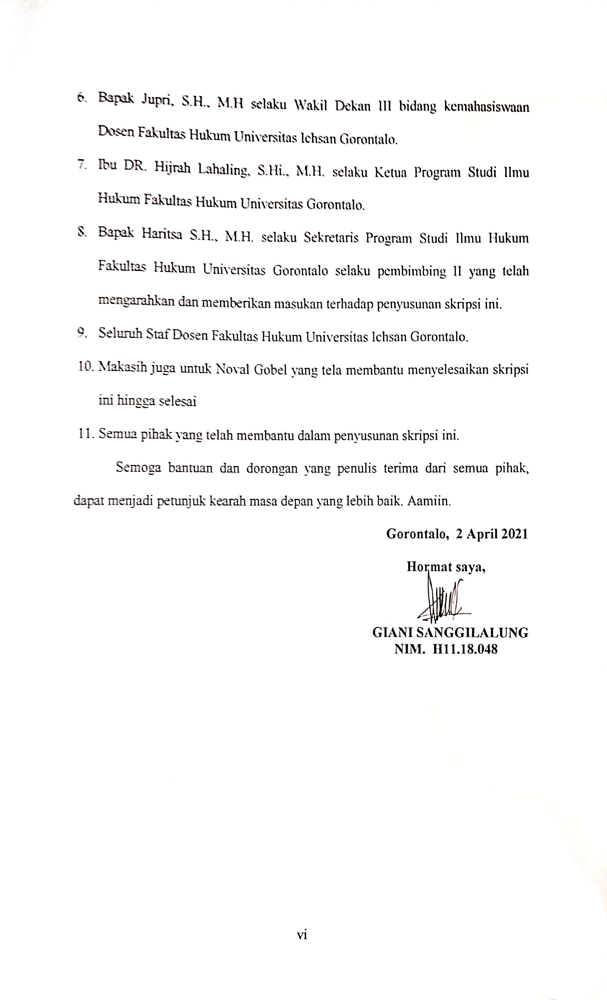 6. Bapak Jupri, S.H., M.H selaku Wakil Dekan III bidang kemahasiswaan
Dosen Fakultas Hukum Universitas Ichsan Gorontalo.
7. Ibu DR. Hijrah Lahaling, S.Hi., M.H. selaku Ketua Program Studi Ilmu
Hukum Fakultas Hukum Universitas Gorontalo.
8. Bapak Haritsa S.H., M.H. selaku Sekretaris Program Studi Ilmu Hukum
Fakultas Hukum Universitas Gorontalo selaku pembimbing II yang telah
mengarahkan dan memberikan masukan terhadap penyusunan skripsi ini.
9. Seluruh Staf Dosen Fakultas Hukum Universitas Ichsan Gorontalo.
10. Makasih juga untuk Noval Gobel yang tela membantu menyelesaikan skripsi
ini hingga selesai
11. Semua pihak yang telah membantu dalam penyusunan skripsi ini.
Semoga bantuan dan dorongan yang penulis terima dari semua pihak,
dapat menjadi petunjuk kearah masa depan yang lebih baik. Aamiin.
Gorontalo, 2 April 2021
Hormat saya,
GIANI SANGGILALUNG
NIM. H11.18.048
vi